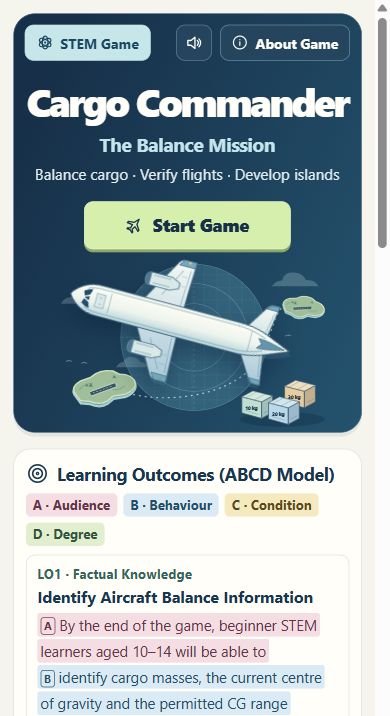 STEM Game
About Game
Cargo Commander
The Balance Mission
Balance cargo · Verify flights · Develop islands
Start Game
10 kg
20 kg
20 kg
Learning Outcomes (ABCD Model)
A · Audience
B · Behaviour
C · Condition
D · Degree
LO1 · Factual Knowledge
Identify Aircraft Balance Information
A By the end of the game, beginner STEM
learners aged 10–14 will be able to
B identify cargo masses, the current centre
of gravity and the permitted CG range